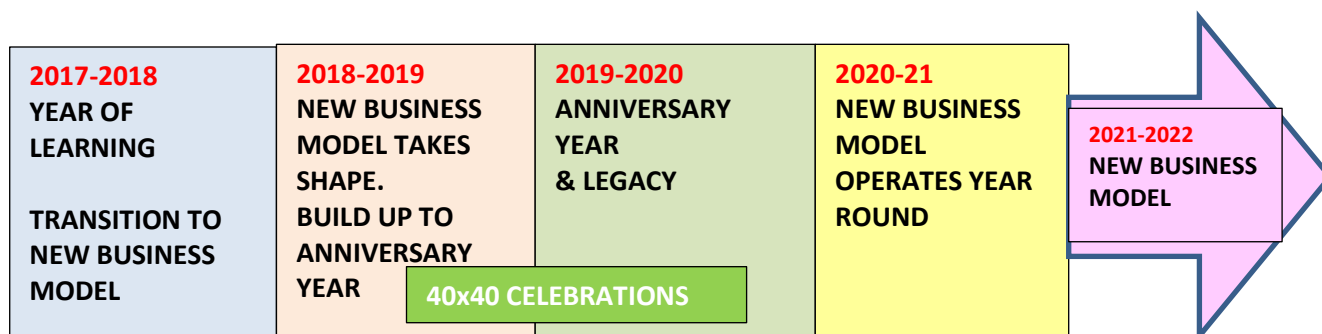 2017-2018
YEAR OF
LEARNING
TRANSITION TO
NEW BUSINESS
MODEL
2018-2019
NEW BUSINESS
MODEL TAKES
SHAPE.
BUILD UP TO
ANNIVERSARY
YEAR
2019-2020
ANNIVERSARY
YEAR
& LEGACY
40x40 CELEBRATIONS
2020-21
NEW BUSINESS
MODEL
OPERATES YEAR
ROUND
2021-2022
NEW BUSINESS
MODEL